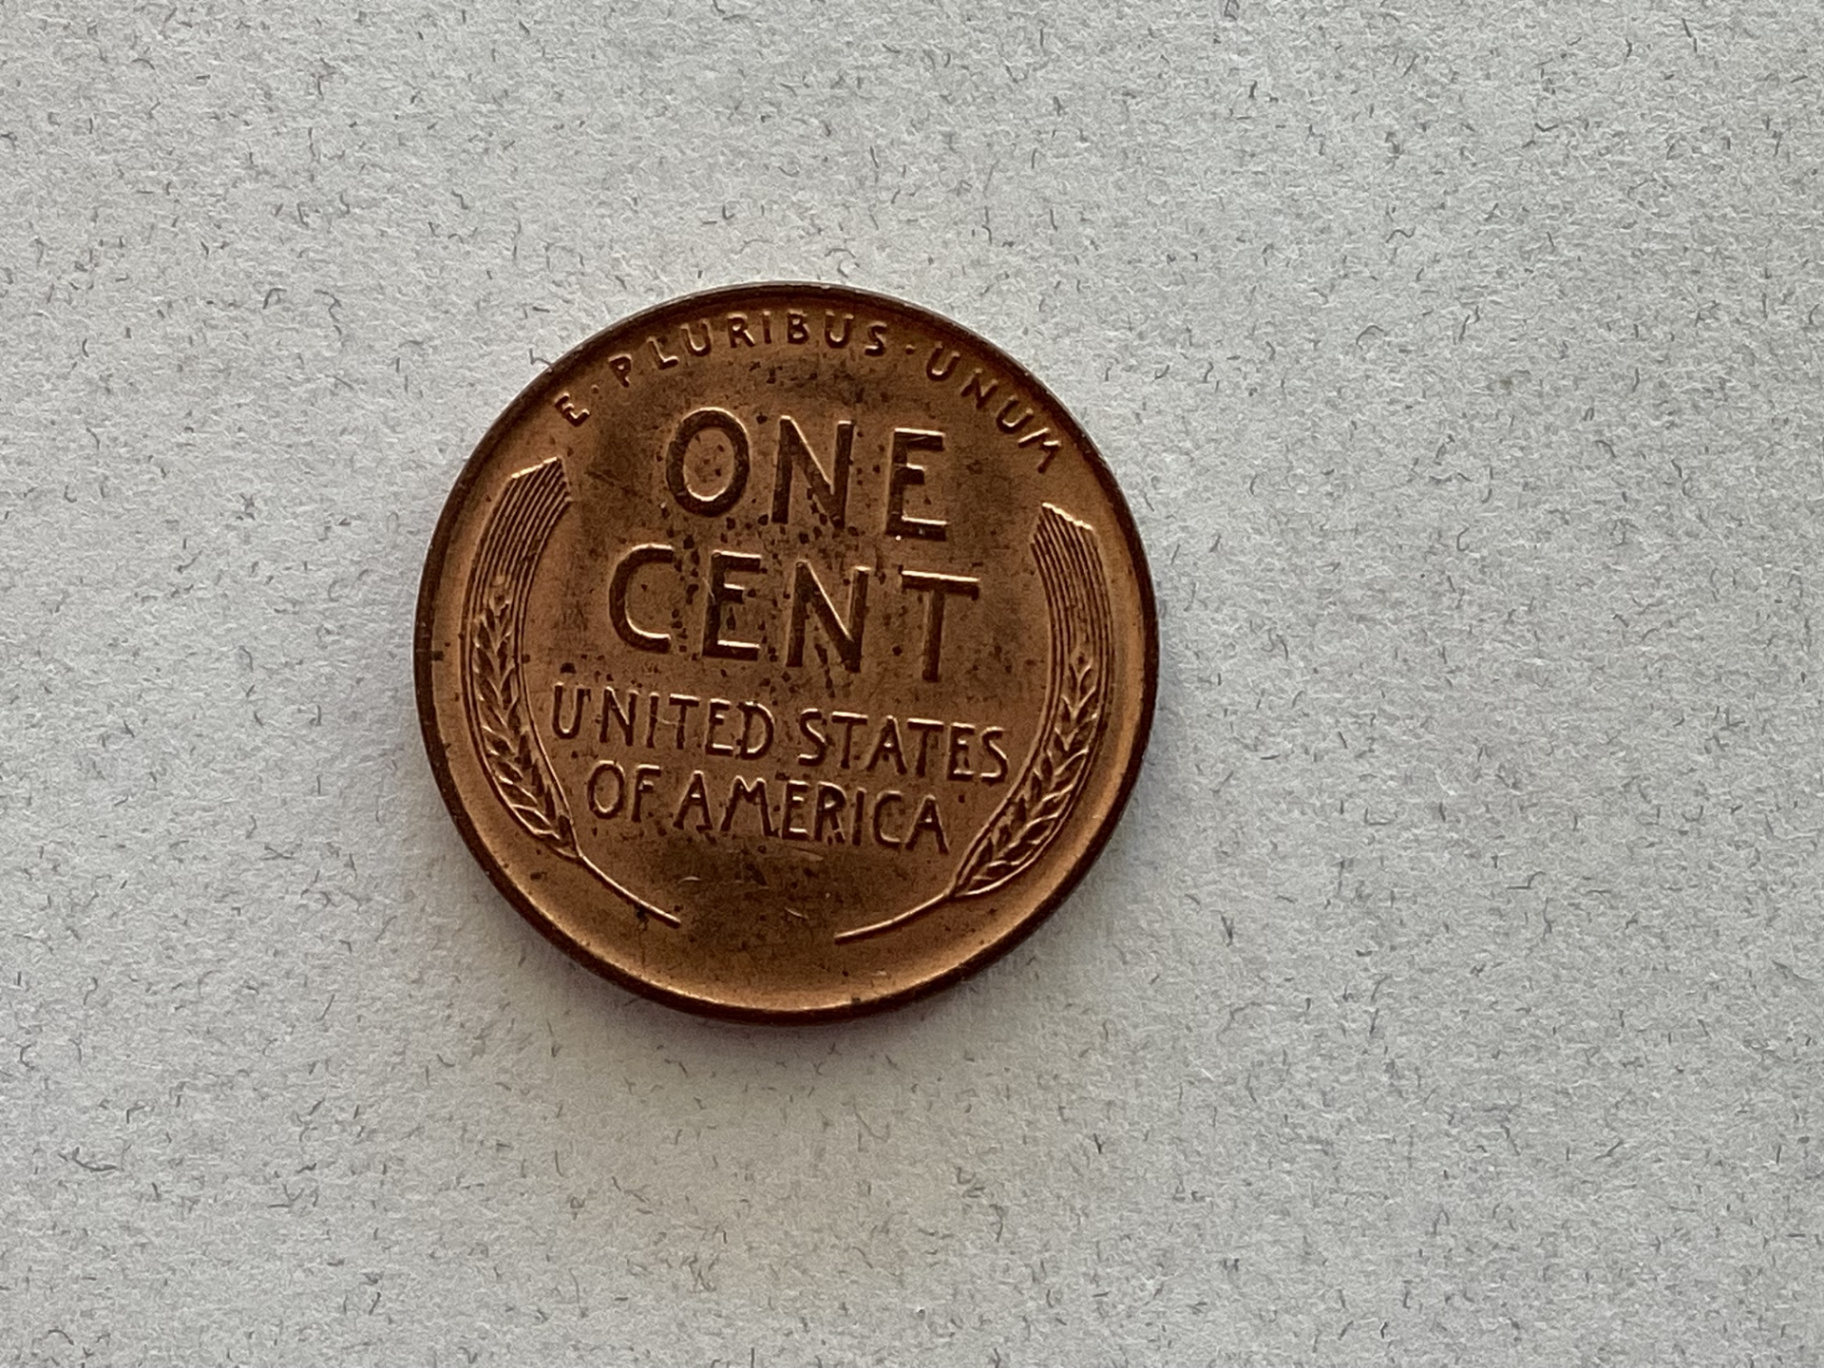 E·PLURIBUS·UNUM
ONE
CENT
UNITED STATES
OF AMERICA